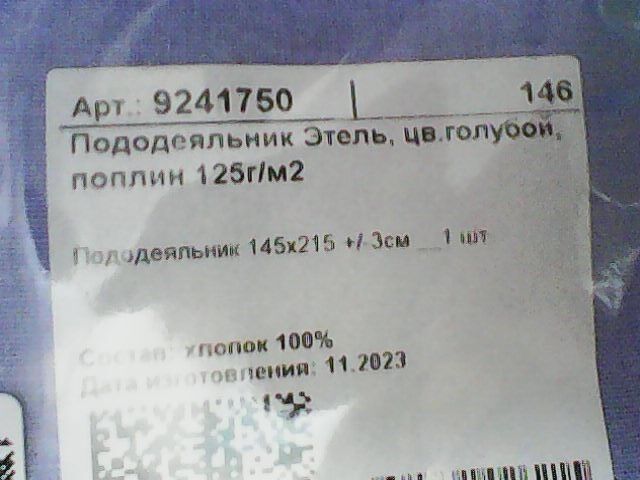 Арт.: 9241750 | 146
Пододеяльник Этель, цв.голубой,
поплин 125г/м2
Пододеяльник 145х215 +/ 3см __1 шт
Состав: хлопок 100%
Дата изготовления: 11.2023